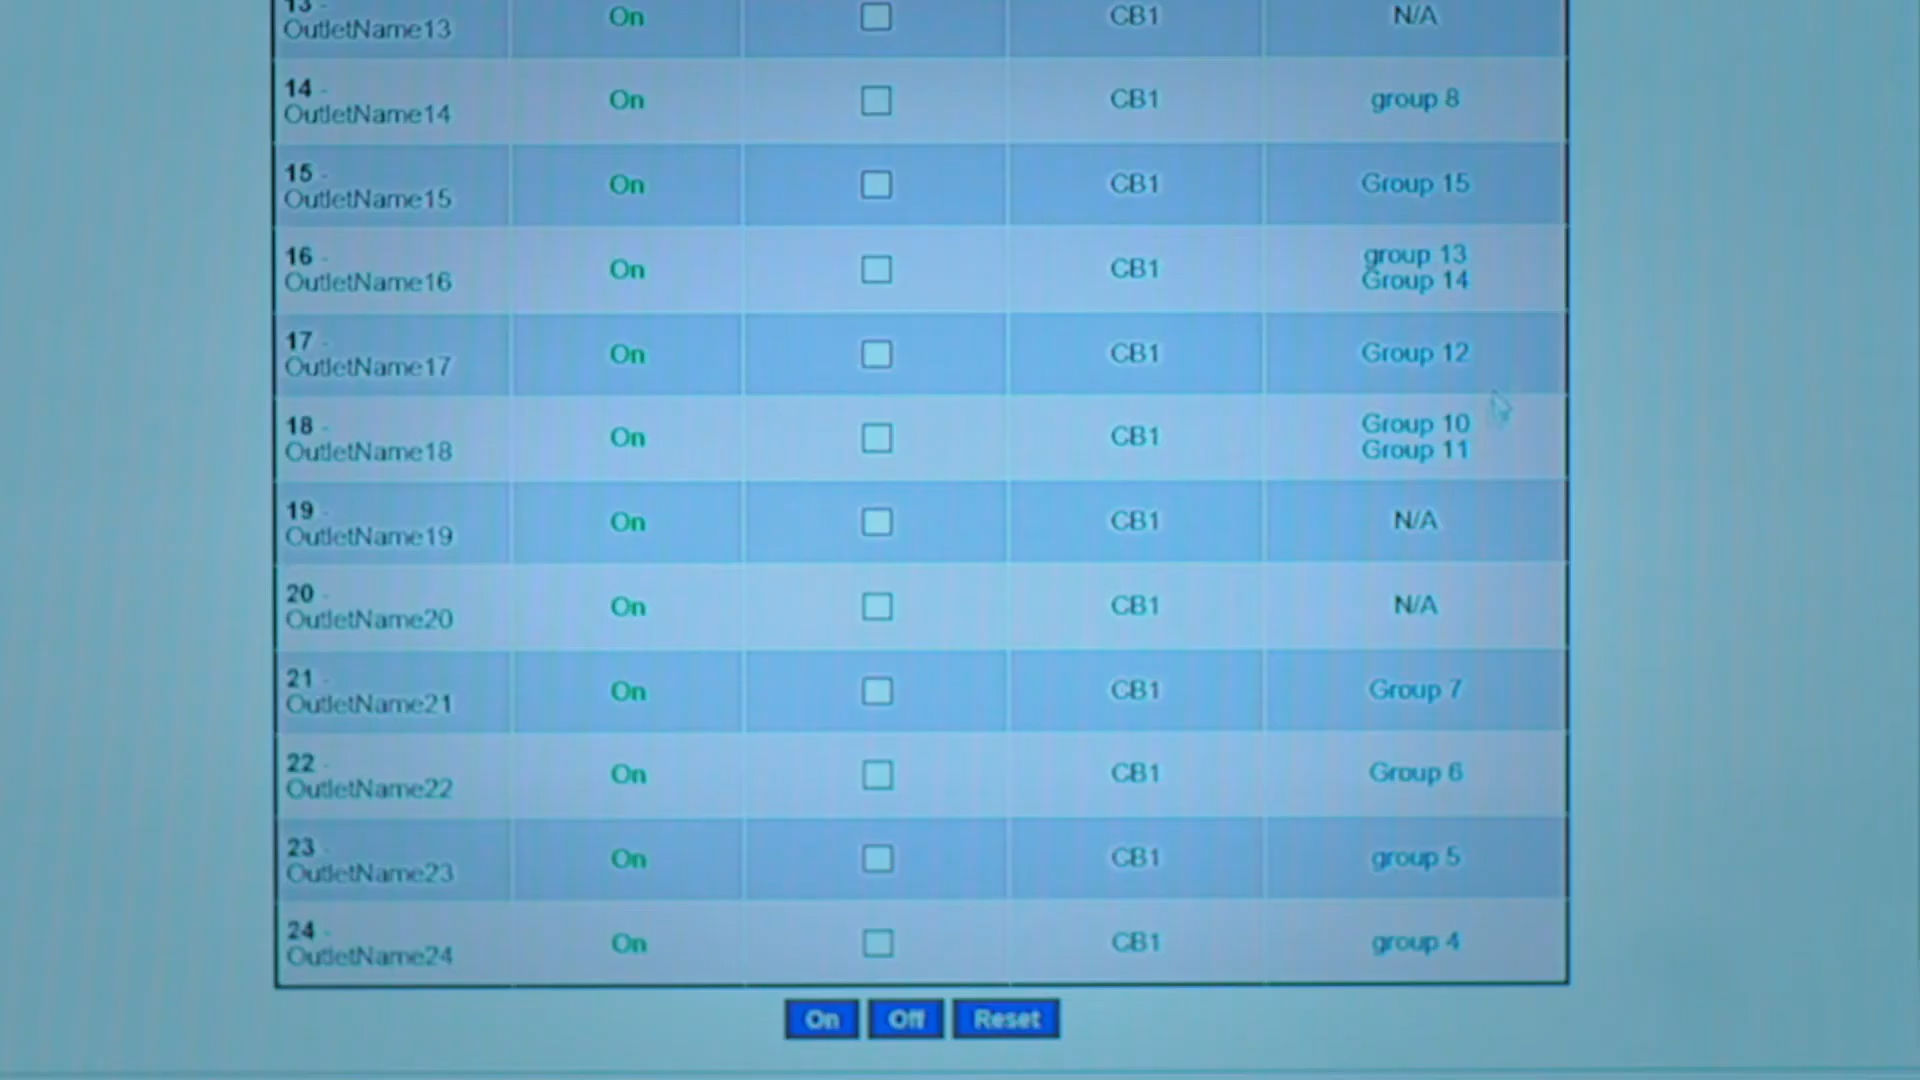 13 -
OutletName13 On CB1 N/A
14 -
OutletName14 On CB1 group 8
15 -
OutletName15 On CB1 Group 15
16 -
OutletName16 On CB1 group 13
Group 14
17 -
OutletName17 On CB1 Group 12
18 -
OutletName18 On CB1 Group 10
Group 11
19 -
OutletName19 On CB1 N/A
20 -
OutletName20 On CB1 N/A
21 -
OutletName21 On CB1 Group 7
22 -
OutletName22 On CB1 Group 6
23 -
OutletName23 On CB1 group 5
24 -
OutletName24 On CB1 group 4
On Off Reset